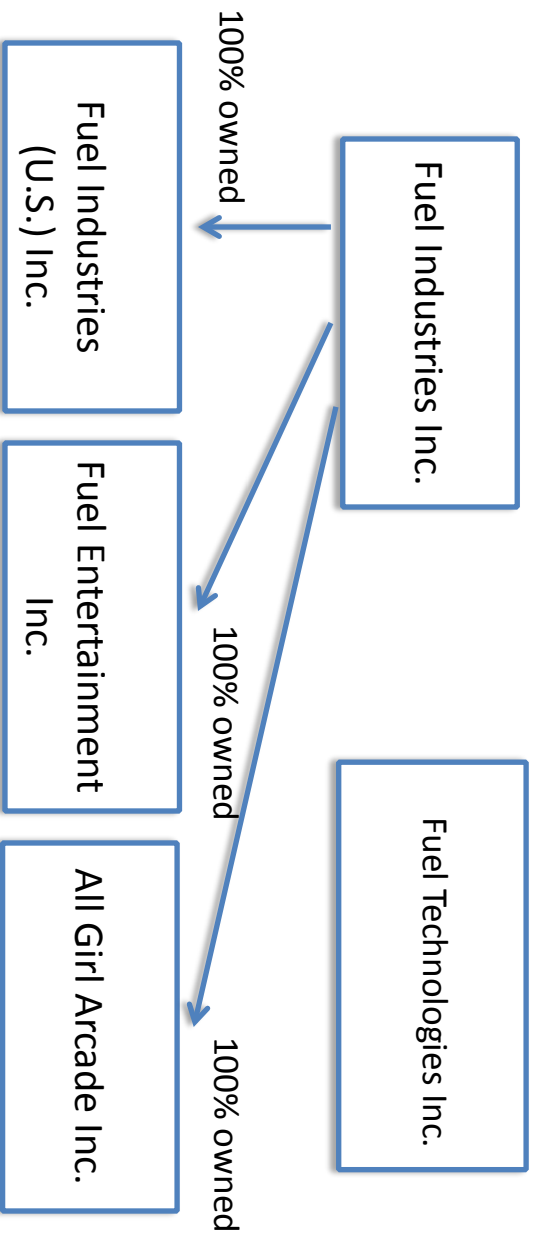 Fuel Industries Inc.
Fuel Technologies Inc.
100% owned
100% owned
100% owned
Fuel Industries
(U.S.) Inc.
Fuel Entertainment
Inc.
All Girl Arcade Inc.